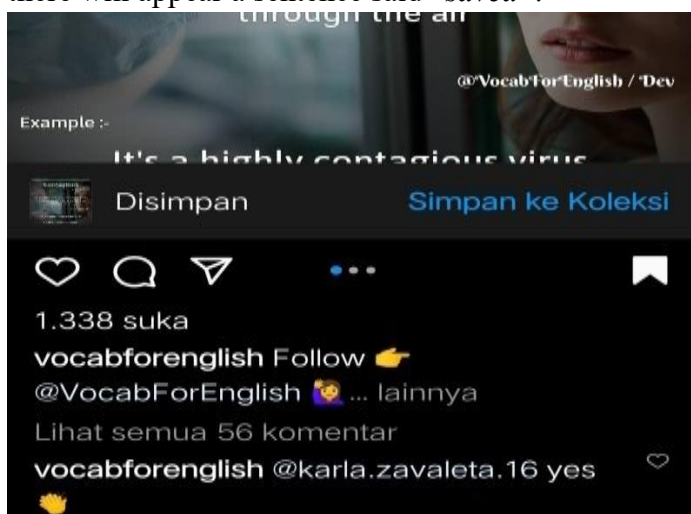 there will appear a sentence said "saved".
through the air
@VocabForEnglish / Dev
Example :-
It's a highly contagious virus
Disimpan
Simpan ke Koleksi
1.338 suka
vocabforenglish Follow 👉
@VocabForEnglish 🙋‍♀️ ... lainnya
Lihat semua 56 komentar
vocabforenglish @karla.zavaleta.16 yes
👏